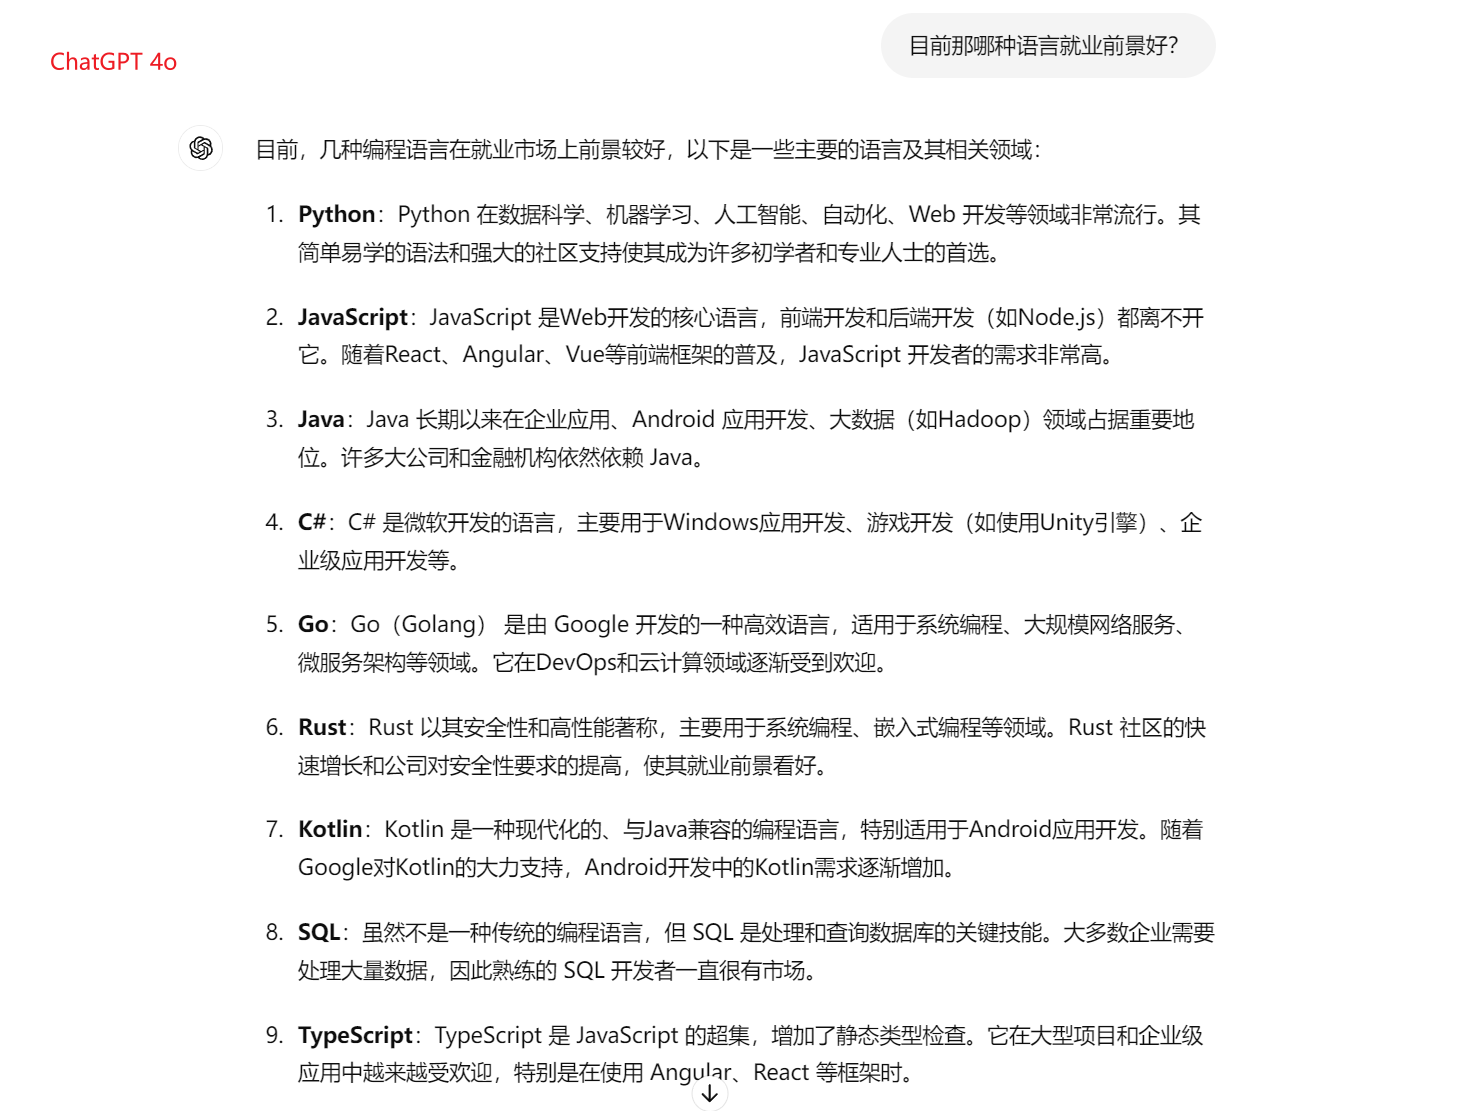 目前那哪种语言就业前景好？
ChatGPT 4o
目前，几种编程语言在就业市场上前景较好，以下是一些主要的语言及其相关领域：
1. Python：Python 在数据科学、机器学习、人工智能、自动化、Web 开发等领域非常流行。其
简单易学的语法和强大的社区支持使其成为许多初学者和专业人士的首选。
2. JavaScript：JavaScript 是Web开发的核心语言，前端开发和后端开发（如Node.js）都离不开
它。随着React、Angular、Vue等前端框架的普及，JavaScript 开发者的需求非常高。
3. Java：Java 长期以来在企业应用、Android 应用开发、大数据（如Hadoop）领域占据重要地
位。许多大公司和金融机构依然依赖 Java。
4. C#：C# 是微软开发的语言，主要用于Windows应用开发、游戏开发（如使用Unity引擎）、企
业级应用开发等。
5. Go：Go（Golang） 是由 Google 开发的一种高效语言，适用于系统编程、大规模网络服务、
微服务架构等领域。它在DevOps和云计算领域逐渐受到欢迎。
6. Rust：Rust 以其安全性和高性能著称，主要用于系统编程、嵌入式编程等领域。Rust 社区的快
速增长和公司对安全性要求的提高，使其就业前景看好。
7. Kotlin：Kotlin 是一种现代化的、与Java兼容的编程语言，特别适用于Android应用开发。随着
Google对Kotlin的大力支持，Android开发中的Kotlin需求逐渐增加。
8. SQL：虽然不是一种传统的编程语言，但 SQL 是处理和查询数据库的关键技能。大多数企业需要
处理大量数据，因此熟练的 SQL 开发者一直很有市场。
9. TypeScript：TypeScript 是 JavaScript 的超集，增加了静态类型检查。它在大型项目和企业级
应用中越来越受欢迎，特别是在使用 Angular、React 等框架时。